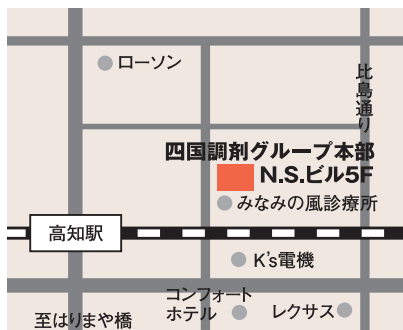 ローソン
比島通り
四国調剤グループ本部
N.S.ビル5F
みなみの風診療所
高知駅
K's電機
コンフォート
ホテル
レクサス
至はりまや橋